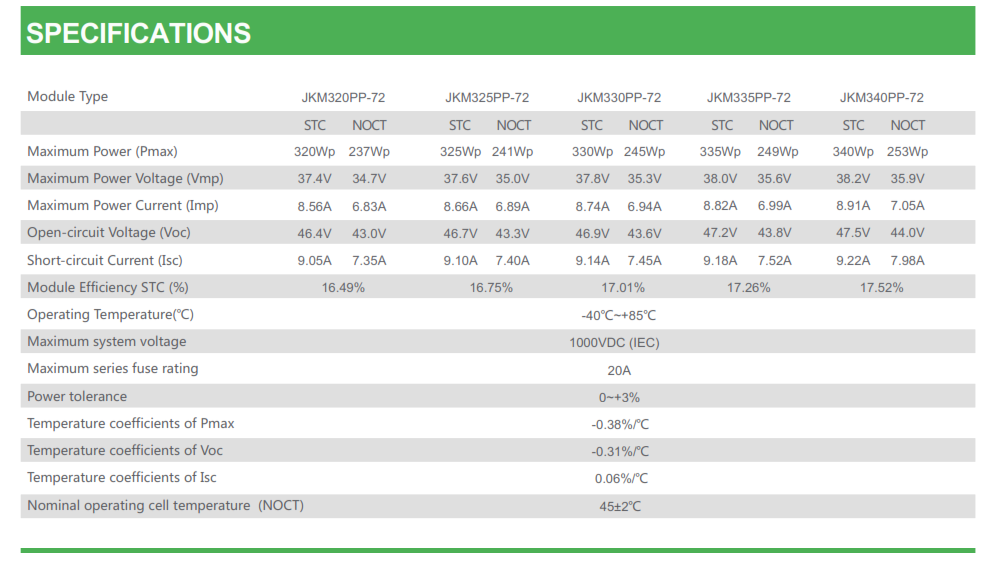 SPECIFICATIONS
Module Type JKM320PP-72 JKM325PP-72 JKM330PP-72 JKM335PP-72 JKM340PP-72
STC NOCT STC NOCT STC NOCT STC NOCT STC NOCT
Maximum Power (Pmax) 320Wp 237Wp 325Wp 241Wp 330Wp 245Wp 335Wp 249Wp 340Wp 253Wp
Maximum Power Voltage (Vmp) 37.4V 34.7V 37.6V 35.0V 37.8V 35.3V 38.0V 35.6V 38.2V 35.9V
Maximum Power Current (Imp) 8.56A 6.83A 8.66A 6.89A 8.74A 6.94A 8.82A 6.99A 8.91A 7.05A
Open-circuit Voltage (Voc) 46.4V 43.0V 46.7V 43.3V 46.9V 43.6V 47.2V 43.8V 47.5V 44.0V
Short-circuit Current (Isc) 9.05A 7.35A 9.10A 7.40A 9.14A 7.45A 9.18A 7.52A 9.22A 7.98A
Module Efficiency STC (%) 16.49% 16.75% 17.01% 17.26% 17.52%
Operating Temperature(℃) -40℃~+85℃
Maximum system voltage 1000VDC (IEC)
Maximum series fuse rating 20A
Power tolerance 0~+3%
Temperature coefficients of Pmax -0.38%/℃
Temperature coefficients of Voc -0.31%/℃
Temperature coefficients of Isc 0.06%/℃
Nominal operating cell temperature (NOCT) 45±2℃